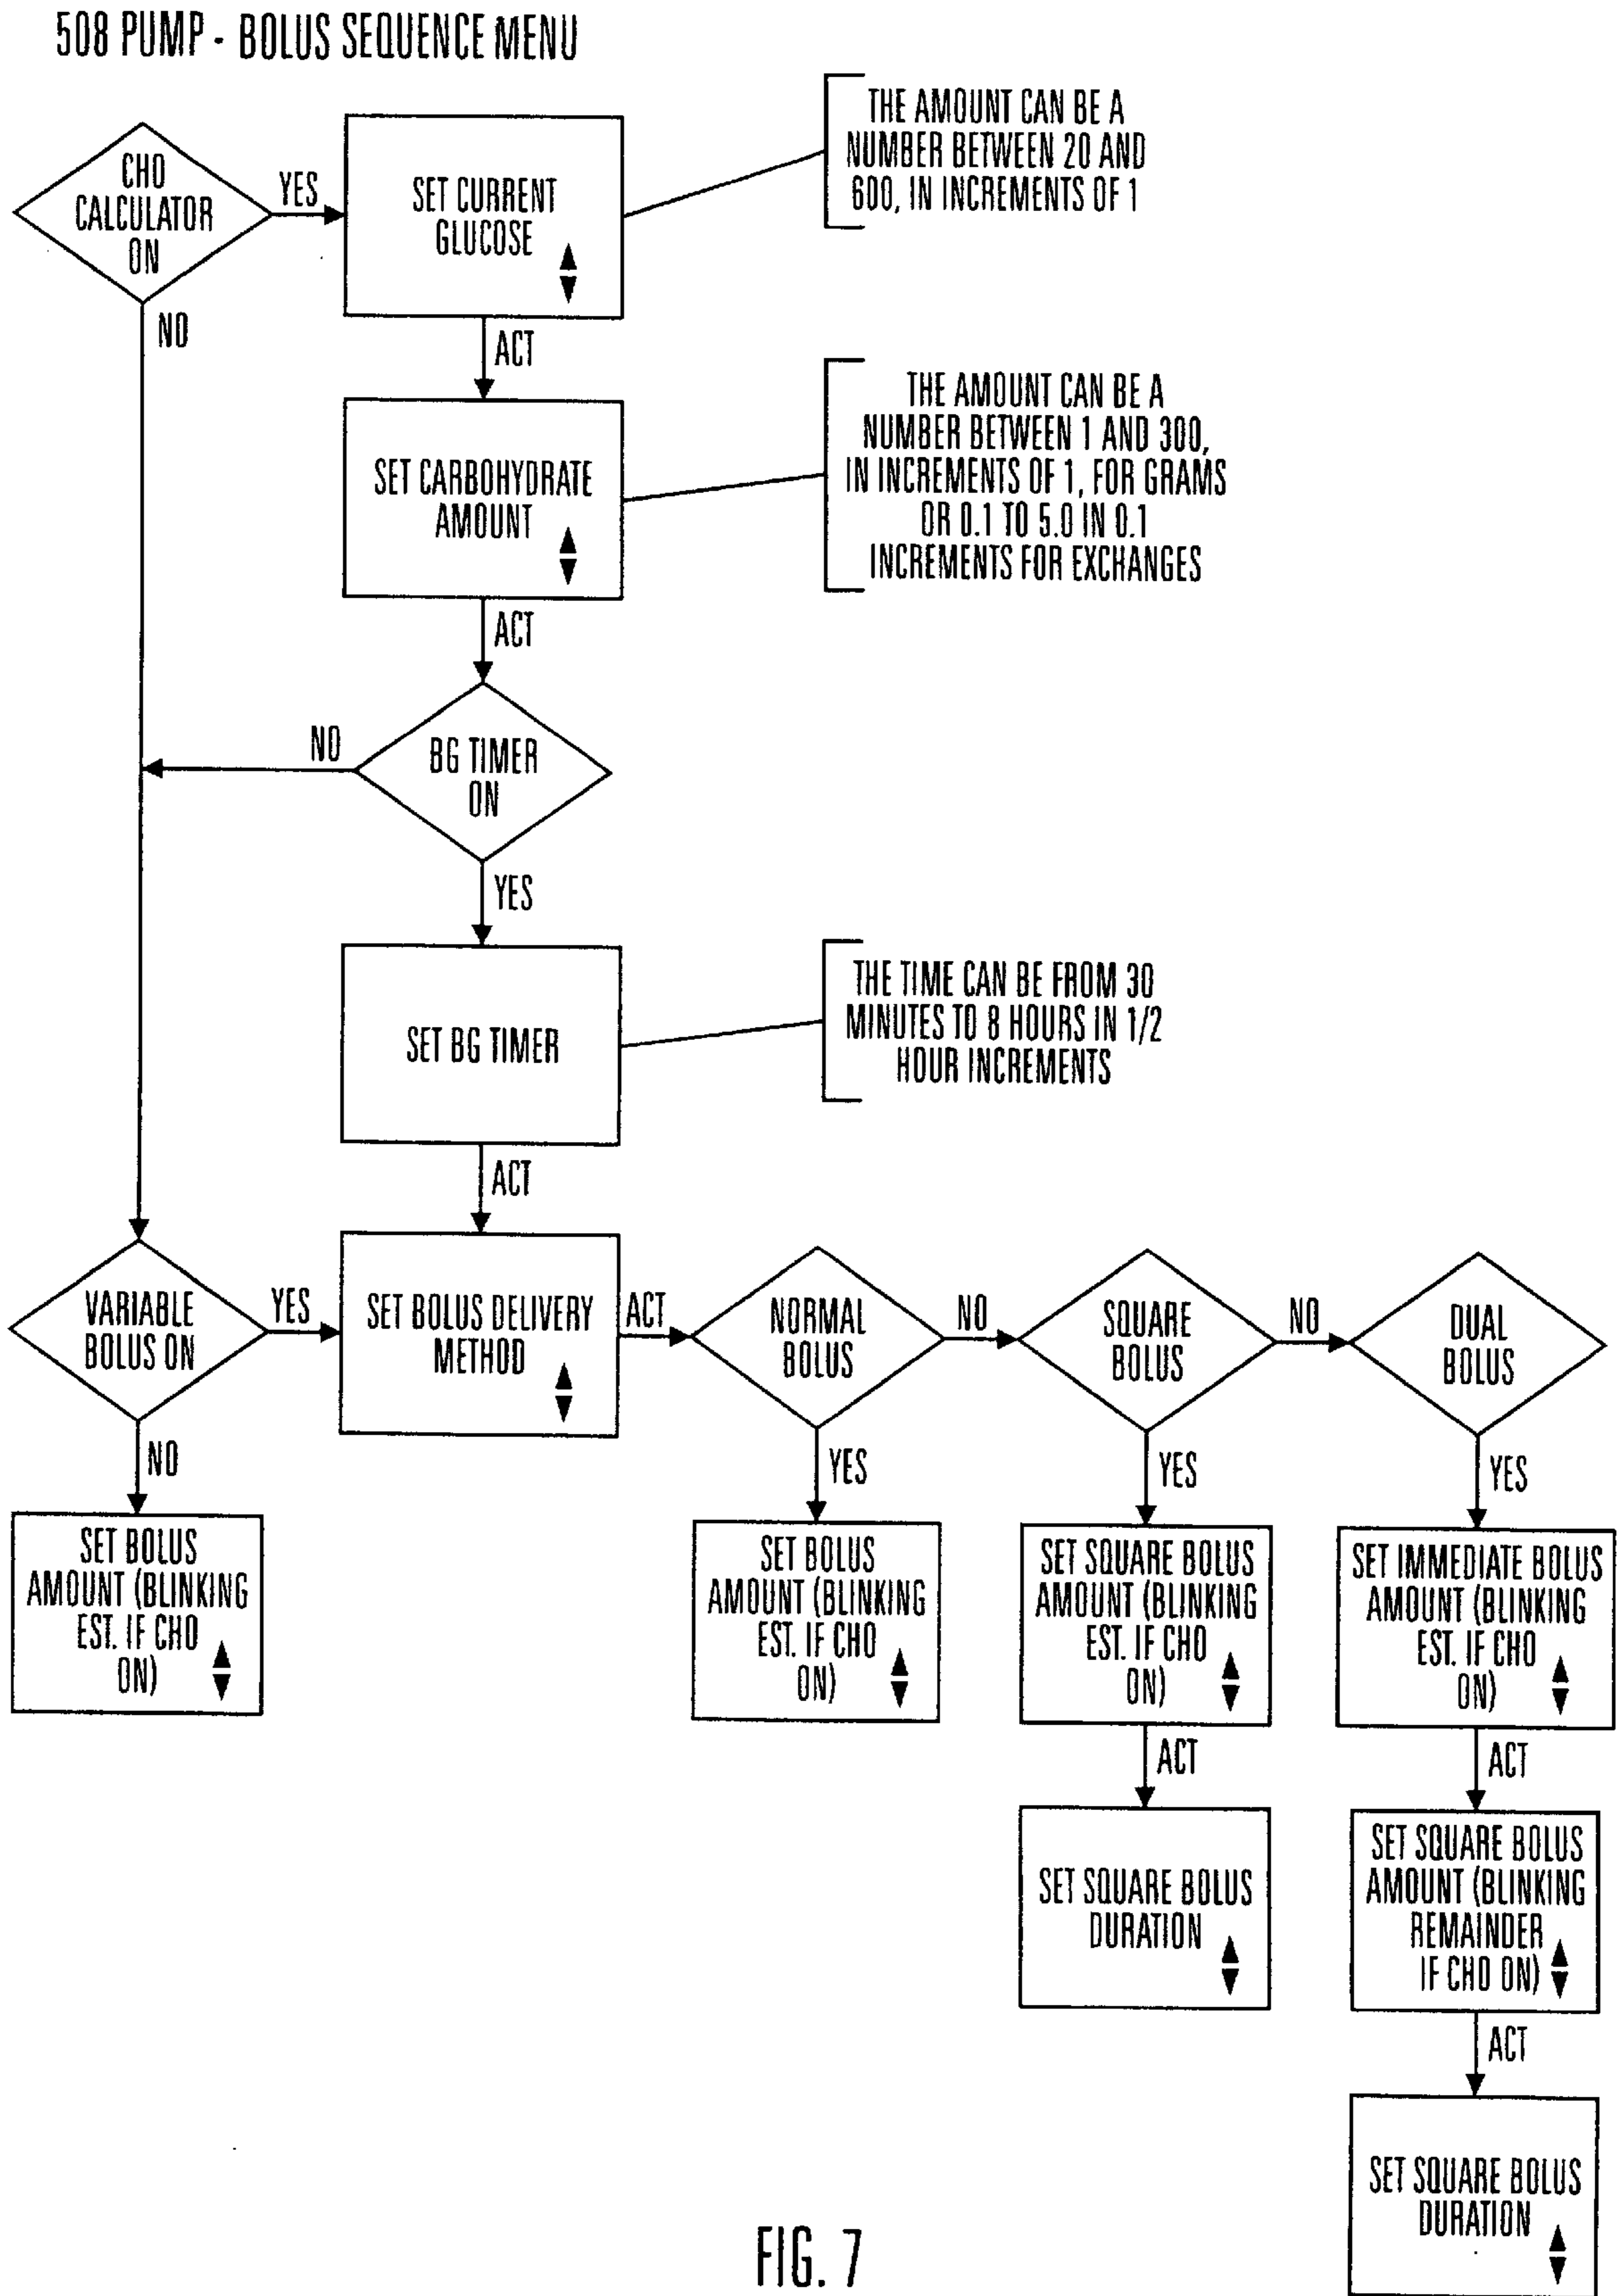 508 PUMP - BOLUS SEQUENCE MENU
CHO
CALCULATOR
ON
YES
NO
SET CURRENT
GLUCOSE
THE AMOUNT CAN BE A
NUMBER BETWEEN 20 AND
600, IN INCREMENTS OF 1
ACT
SET CARBOHYDRATE
AMOUNT
THE AMOUNT CAN BE A
NUMBER BETWEEN 1 AND 300,
IN INCREMENTS OF 1, FOR GRAMS
OR 0.1 TO 5.0 IN 0.1
INCREMENTS FOR EXCHANGES
ACT
NO
BG TIMER
ON
YES
SET BG TIMER
THE TIME CAN BE FROM 30
MINUTES TO 8 HOURS IN 1/2
HOUR INCREMENTS
ACT
VARIABLE
BOLUS ON
YES
SET BOLUS DELIVERY
METHOD
ACT
NORMAL
BOLUS
NO
SQUARE
BOLUS
NO
DUAL
BOLUS
NO
YES
YES
YES
SET BOLUS
AMOUNT (BLINKING
EST. IF CHO
ON)
SET BOLUS
AMOUNT (BLINKING
EST. IF CHO
ON)
SET SQUARE BOLUS
AMOUNT (BLINKING
EST. IF CHO
ON)
SET IMMEDIATE BOLUS
AMOUNT (BLINKING
EST. IF CHO
ON)
ACT
ACT
SET SQUARE BOLUS
DURATION
SET SQUARE BOLUS
AMOUNT (BLINKING
REMAINDER
IF CHO ON)
ACT
SET SQUARE BOLUS
DURATION
FIG. 7